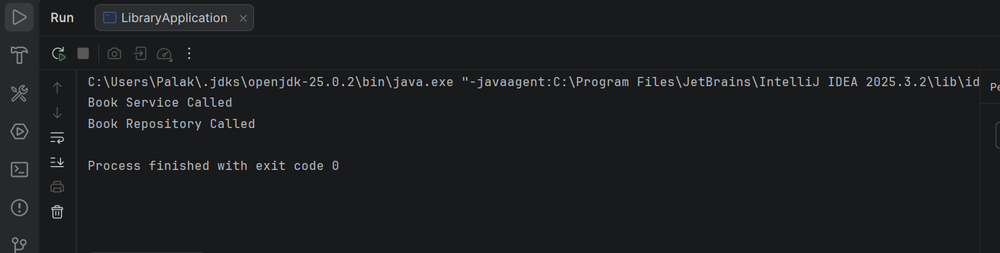 Run LibraryApplication
C:\Users\Palak\.jdks\openjdk-25.0.2\bin\java.exe "-javaagent:C:\Program Files\JetBrains\IntelliJ IDEA 2025.3.2\lib\id
Pe
Book Service Called
Book Repository Called
Process finished with exit code 0